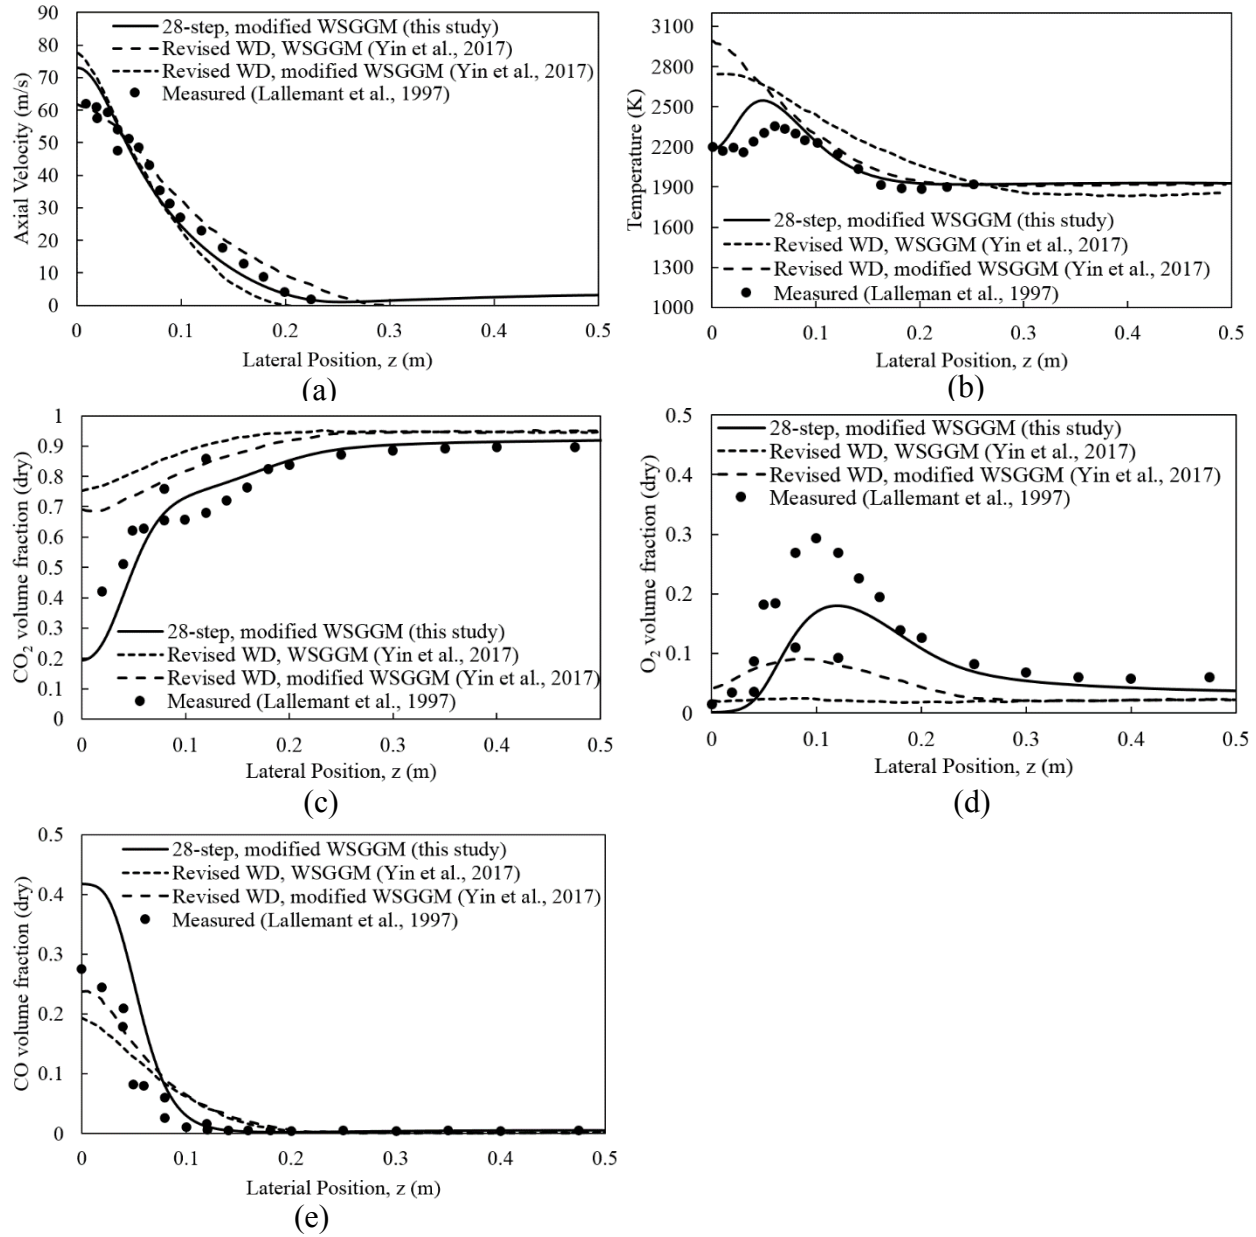 90
80
70
60
50
40
30
20
10
0
Axial Velocity (m/s)
28-step, modified WSGGM (this study)
Revised WD, WSGGM (Yin et al., 2017)
Revised WD, modified WSGGM (Yin et al., 2017)
Measured (Lallemant et al., 1997)
0 0.1 0.2 0.3 0.4 0.5
Lateral Position, z (m)
(a)
3100
2800
2500
2200
1900
1600
1300
1000
Temperature (K)
28-step, modified WSGGM (this study)
Revised WD, WSGGM (Yin et al., 2017)
Revised WD, modified WSGGM (Yin et al., 2017)
Measured (Lalleman et al., 1997)
0 0.1 0.2 0.3 0.4 0.5
Lateral Position, z (m)
(b)
1
0.9
0.8
0.7
0.6
0.5
0.4
0.3
0.2
0.1
0
CO2 volume fraction (dry)
28-step, modified WSGGM (this study)
Revised WD, WSGGM (Yin et al., 2017)
Revised WD, modified WSGGM (Yin et al., 2017)
Measured (Lallemant et al., 1997)
0 0.1 0.2 0.3 0.4 0.5
Lateral Position, z (m)
(c)
0.5
0.4
0.3
0.2
0.1
0
O2 volume fraction (dry)
28-step, modified WSGGM (this study)
Revised WD, WSGGM (Yin et al., 2017)
Revised WD, modified WSGGM (Yin et al., 2017)
Measured (Lallemant et al., 1997)
0 0.1 0.2 0.3 0.4 0.5
Lateral Position, z (m)
(d)
0.5
0.4
0.3
0.2
0.1
0
CO volume fraction (dry)
28-step, modified WSGGM (this study)
Revised WD, WSGGM (Yin et al., 2017)
Revised WD, modified WSGGM (Yin et al., 2017)
Measured (Lallemant et al., 1997)
0 0.1 0.2 0.3 0.4 0.5
Laterial Position, z (m)
(e)